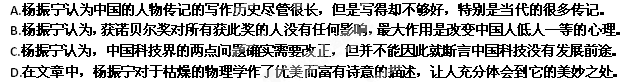 A.杨振宁认为中国的人物传记的写作历史尽管很长，但是写得却不够好，特别是当代的很多传记。
B.杨振宁认为，获诺贝尔奖对所有获此奖的人没有任何影响，最大作用是改变中国人低人一等的心理。
C.杨振宁认为，中国科技界的两点问题确实需要改正，但并不能因此就断言中国科技没有发展前途。
D.在文章中，杨振宁对于枯燥的物理学作了优美而富有诗意的描述，让人充分体会到它的美妙之处。